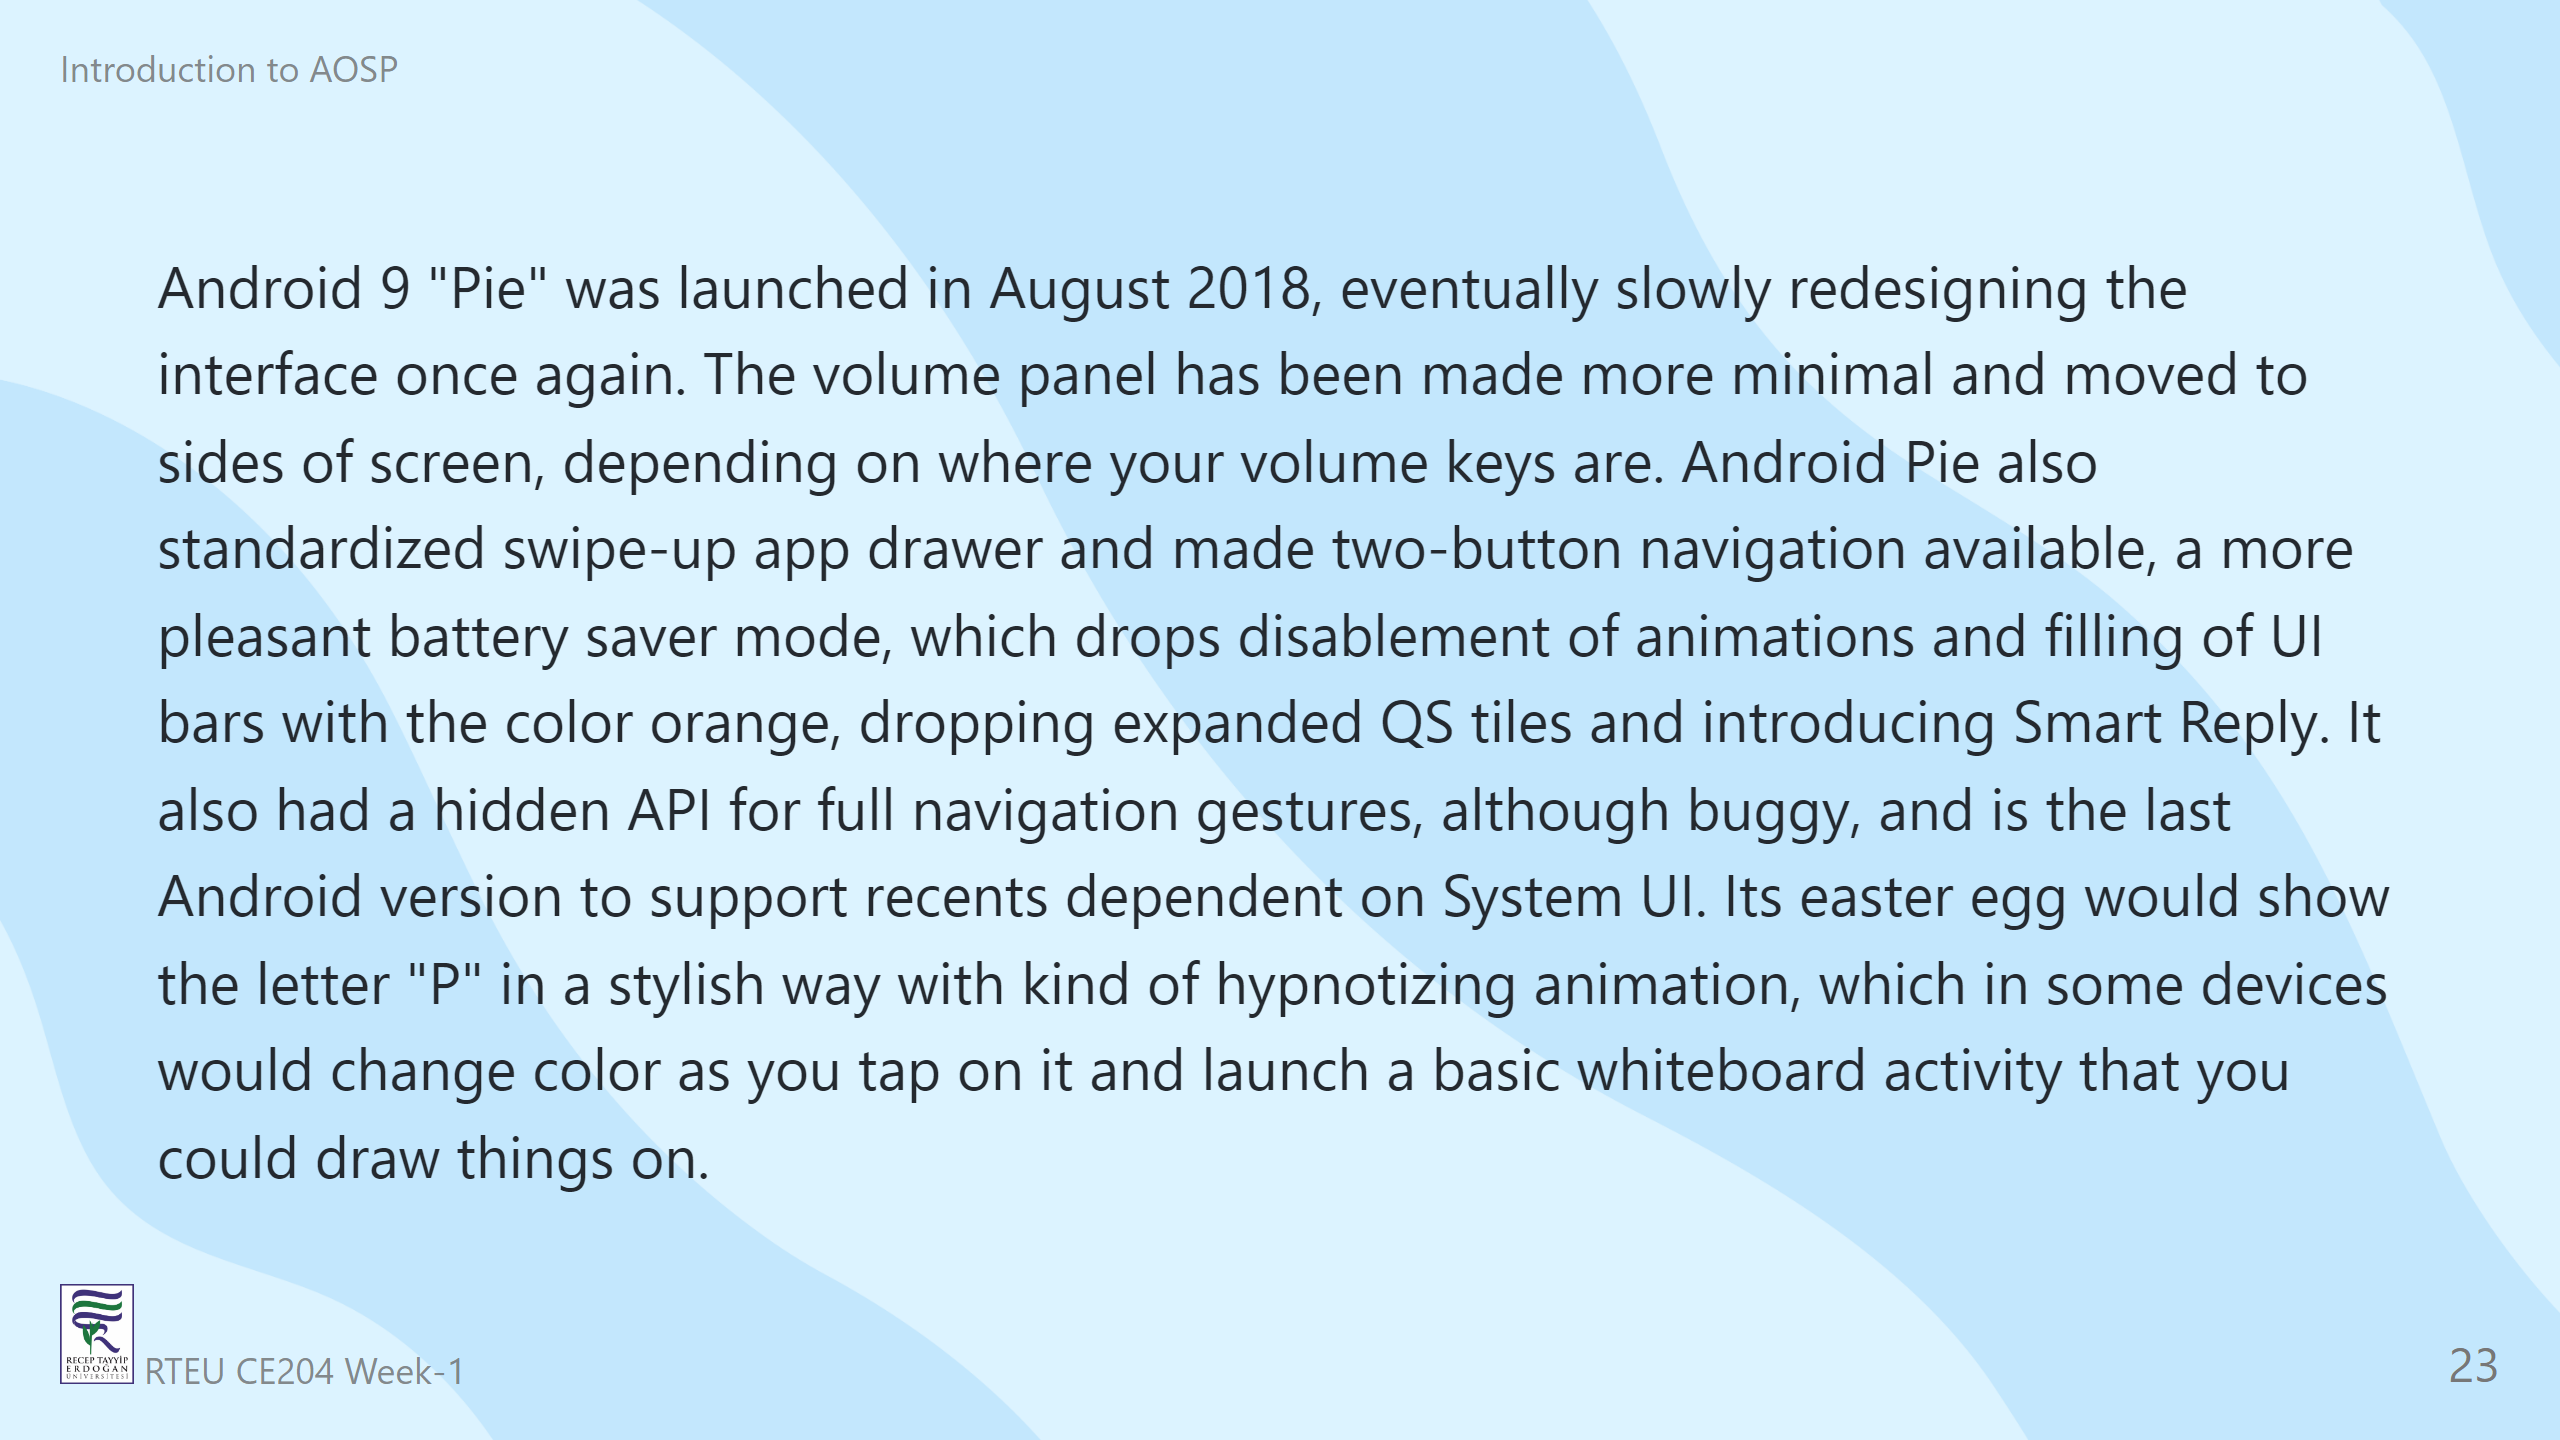 Introduction to AOSP
Android 9 "Pie" was launched in August 2018, eventually slowly redesigning the
interface once again. The volume panel has been made more minimal and moved to
sides of screen, depending on where your volume keys are. Android Pie also
standardized swipe-up app drawer and made two-button navigation available, a more
pleasant battery saver mode, which drops disablement of animations and filling of UI
bars with the color orange, dropping expanded QS tiles and introducing Smart Reply. It
also had a hidden API for full navigation gestures, although buggy, and is the last
Android version to support recents dependent on System UI. Its easter egg would show
the letter "P" in a stylish way with kind of hypnotizing animation, which in some devices
would change color as you tap on it and launch a basic whiteboard activity that you
could draw things on.
RECEP TAYYİP
ERDOĞAN
ÜNİVERSİTESİ
RTEU CE204 Week-1
23